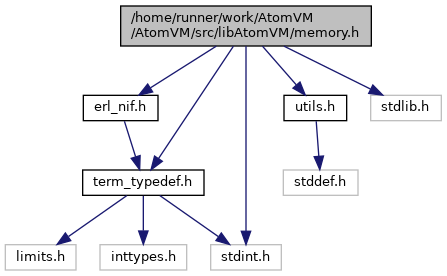 /home/runner/work/AtomVM
/AtomVM/src/libAtomVM/memory.h
erl_nif.h
utils.h
stdlib.h
term_typedef.h
stddef.h
limits.h
inttypes.h
stdint.h